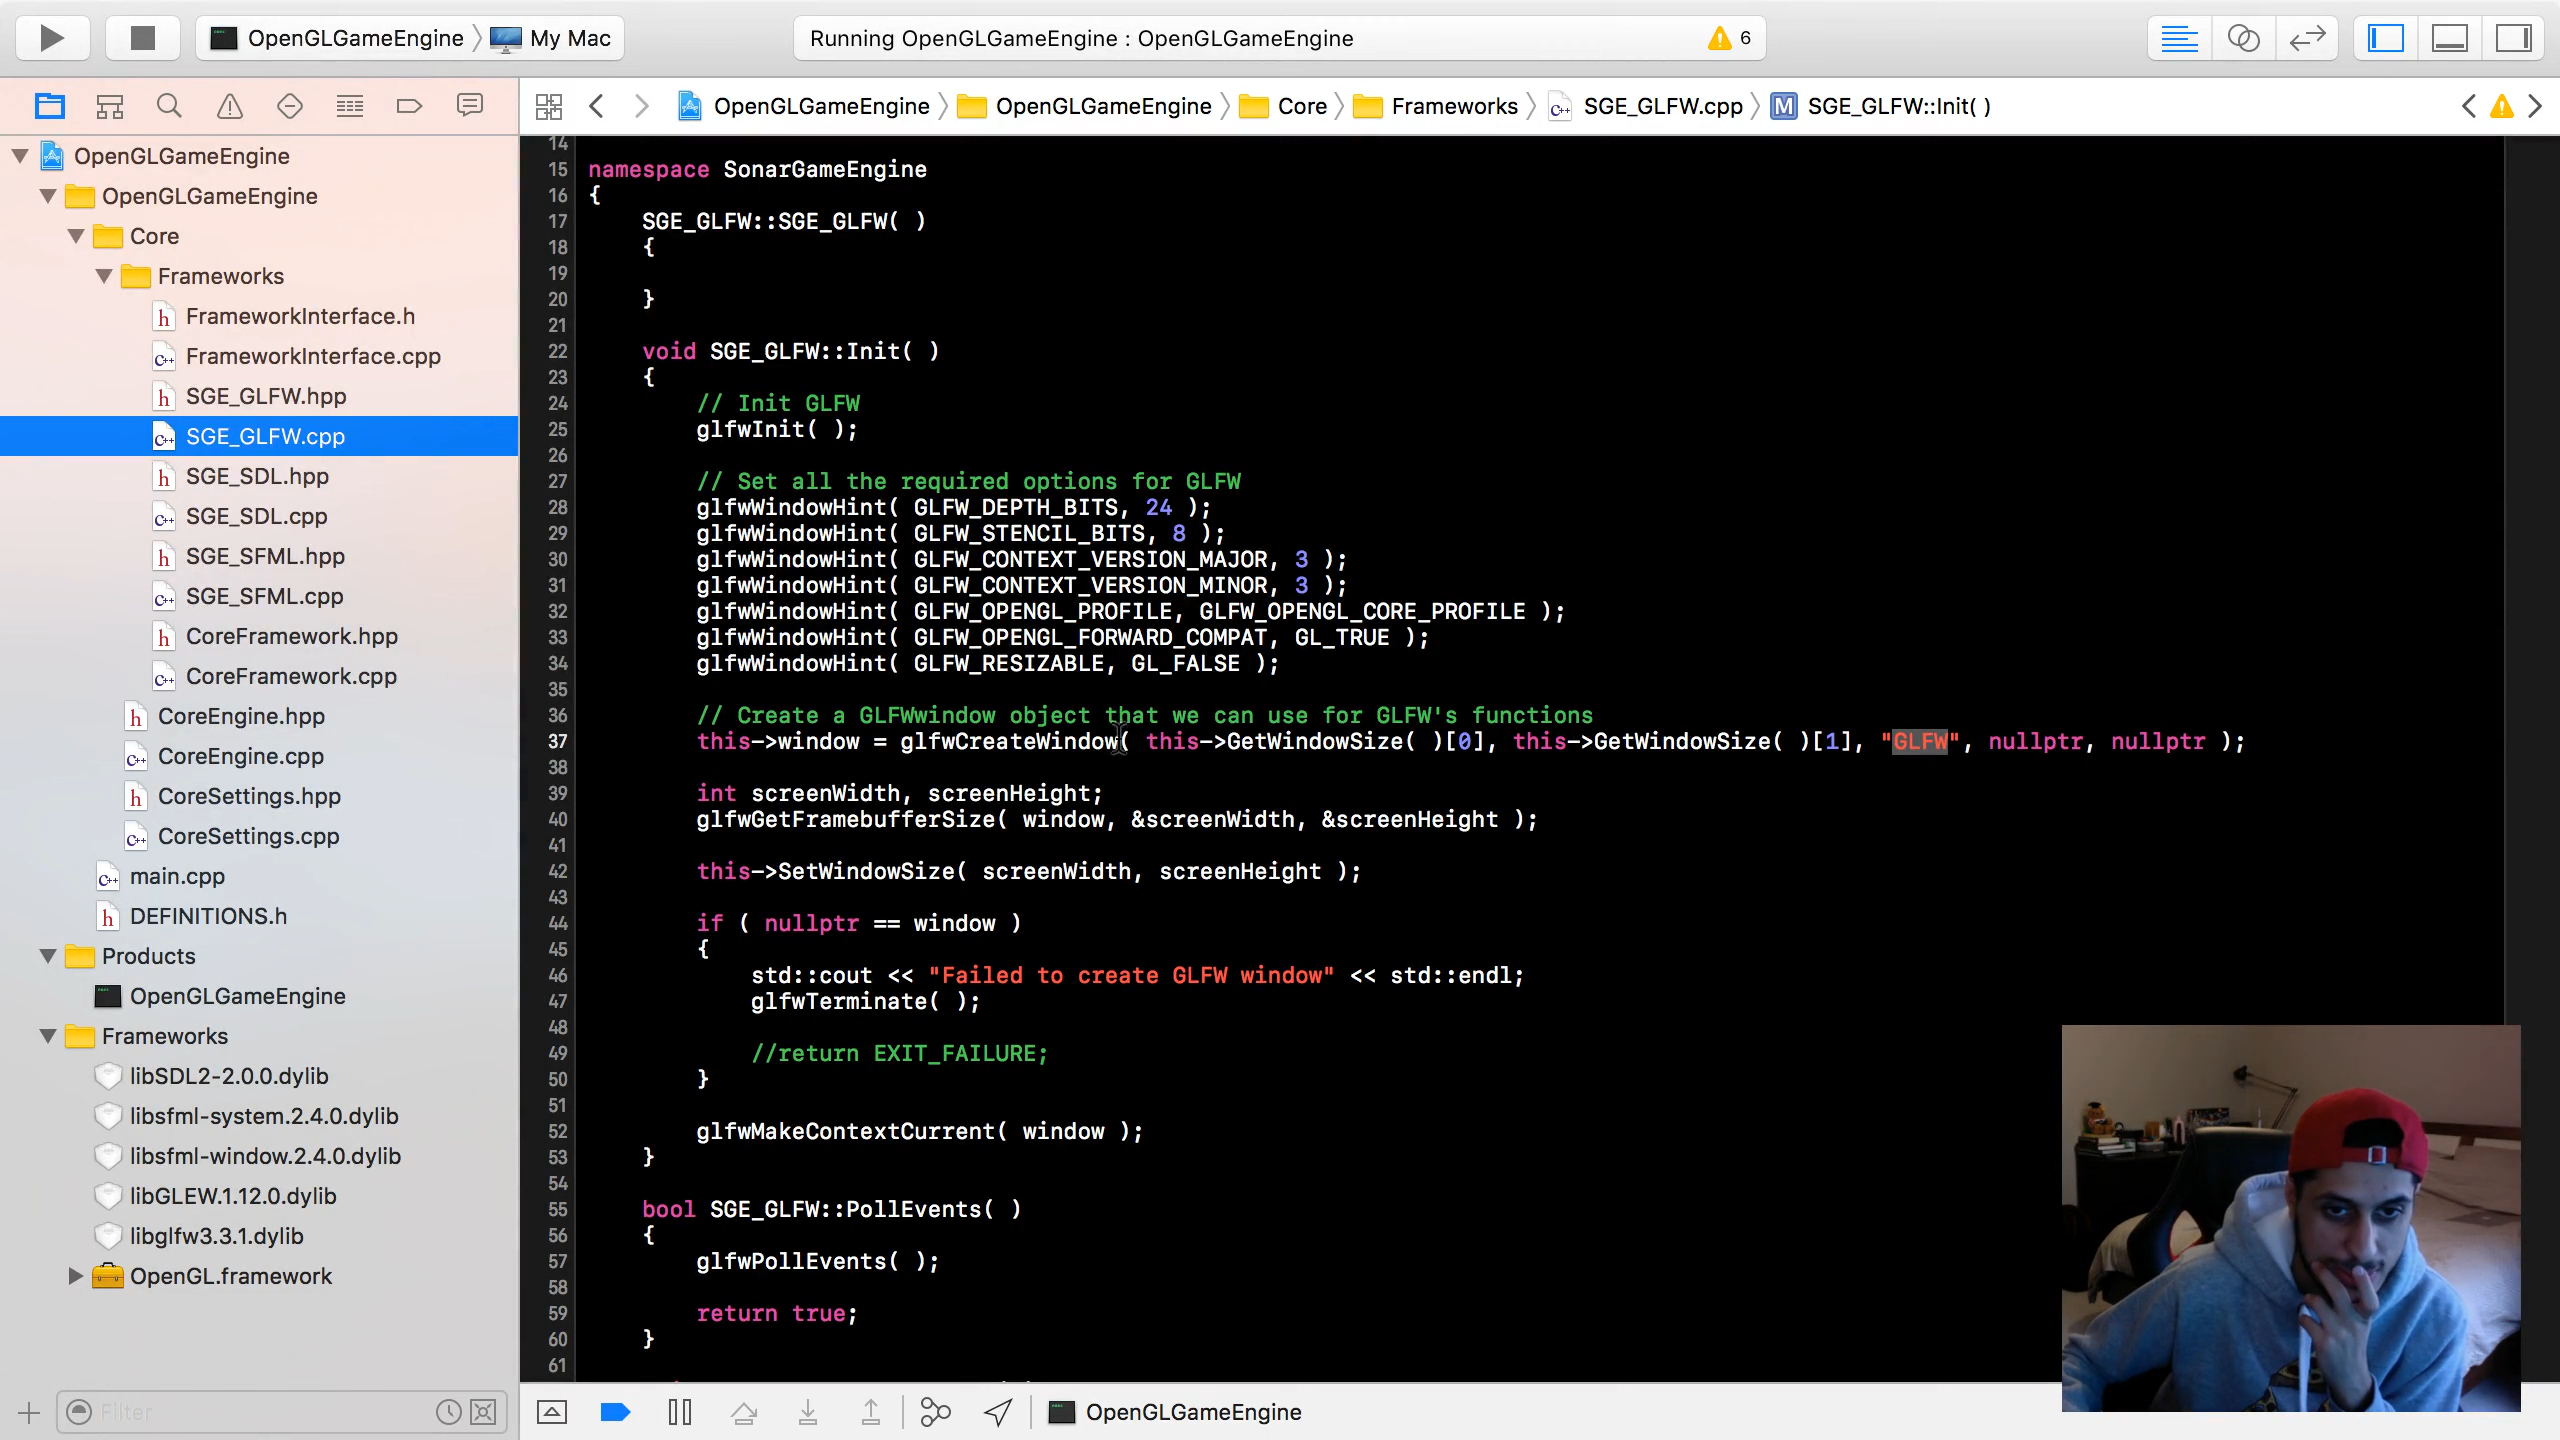 OpenGLGameEngine 〉 My Mac
Running OpenGLGameEngine : OpenGLGameEngine
6
OpenGLGameEngine 〉 OpenGLGameEngine 〉 Core 〉 Frameworks 〉 SGE_GLFW.cpp 〉 M SGE_GLFW::Init( )
OpenGLGameEngine
OpenGLGameEngine
Core
Frameworks
h FrameworkInterface.h
c++ FrameworkInterface.cpp
h SGE_GLFW.hpp
c++ SGE_GLFW.cpp
h SGE_SDL.hpp
c++ SGE_SDL.cpp
h SGE_SFML.hpp
c++ SGE_SFML.cpp
h CoreFramework.hpp
c++ CoreFramework.cpp
h CoreEngine.hpp
c++ CoreEngine.cpp
h CoreSettings.hpp
c++ CoreSettings.cpp
c++ main.cpp
h DEFINITIONS.h
Products
OpenGLGameEngine
Frameworks
libSDL2-2.0.0.dylib
libsfml-system.2.4.0.dylib
libsfml-window.2.4.0.dylib
libGLEW.1.12.0.dylib
libglfw3.3.1.dylib
OpenGL.framework
Filter
14
15 namespace SonarGameEngine
16 {
17     SGE_GLFW::SGE_GLFW( )
18     {
19
20     }
21
22     void SGE_GLFW::Init( )
23     {
24         // Init GLFW
25         glfwInit( );
26
27         // Set all the required options for GLFW
28         glfwWindowHint( GLFW_DEPTH_BITS, 24 );
29         glfwWindowHint( GLFW_STENCIL_BITS, 8 );
30         glfwWindowHint( GLFW_CONTEXT_VERSION_MAJOR, 3 );
31         glfwWindowHint( GLFW_CONTEXT_VERSION_MINOR, 3 );
32         glfwWindowHint( GLFW_OPENGL_PROFILE, GLFW_OPENGL_CORE_PROFILE );
33         glfwWindowHint( GLFW_OPENGL_FORWARD_COMPAT, GL_TRUE );
34         glfwWindowHint( GLFW_RESIZABLE, GL_FALSE );
35
36         // Create a GLFWwindow object that we can use for GLFW's functions
37         this->window = glfwCreateWindow( this->GetWindowSize( )[0], this->GetWindowSize( )[1], "GLFW", nullptr, nullptr );
38
39         int screenWidth, screenHeight;
40         glfwGetFramebufferSize( window, &screenWidth, &screenHeight );
41
42         this->SetWindowSize( screenWidth, screenHeight );
43
44         if ( nullptr == window )
45         {
46             std::cout << "Failed to create GLFW window" << std::endl;
47             glfwTerminate( );
48
49             //return EXIT_FAILURE;
50         }
51
52         glfwMakeContextCurrent( window );
53     }
54
55     bool SGE_GLFW::PollEvents( )
56     {
57         glfwPollEvents( );
58
59         return true;
60     }
61
OpenGLGameEngine